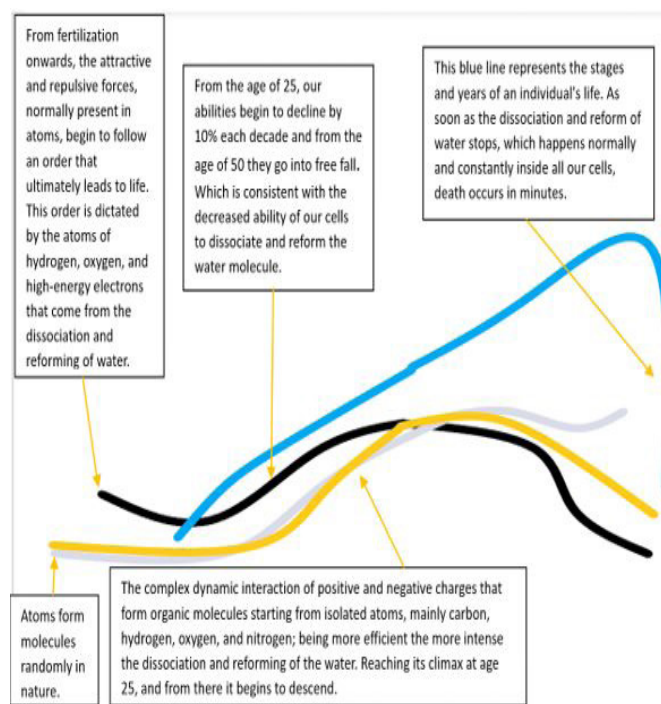 From fertilization
onwards, the attractive
and repulsive forces,
normally present in
atoms, begin to follow
an order that
ultimately leads to life.
This order is dictated
by the atoms of
hydrogen, oxygen, and
high-energy electrons
that come from the
dissociation and
reforming of water.
From the age of 25, our
abilities begin to decline by
10% each decade and from the
age of 50 they go into free fall.
Which is consistent with the
decreased ability of our cells
to dissociate and reform the
water molecule.
This blue line represents the stages
and years of an individual's life. As
soon as the dissociation and reform of
water stops, which happens normally
and constantly inside all our cells,
death occurs in minutes.
Atoms form
molecules
randomly in
nature.
The complex dynamic interaction of positive and negative charges that
form organic molecules starting from isolated atoms, mainly carbon,
hydrogen, oxygen, and nitrogen; being more efficient the more intense
the dissociation and reforming of the water. Reaching its climax at age
25, and from there it begins to descend.